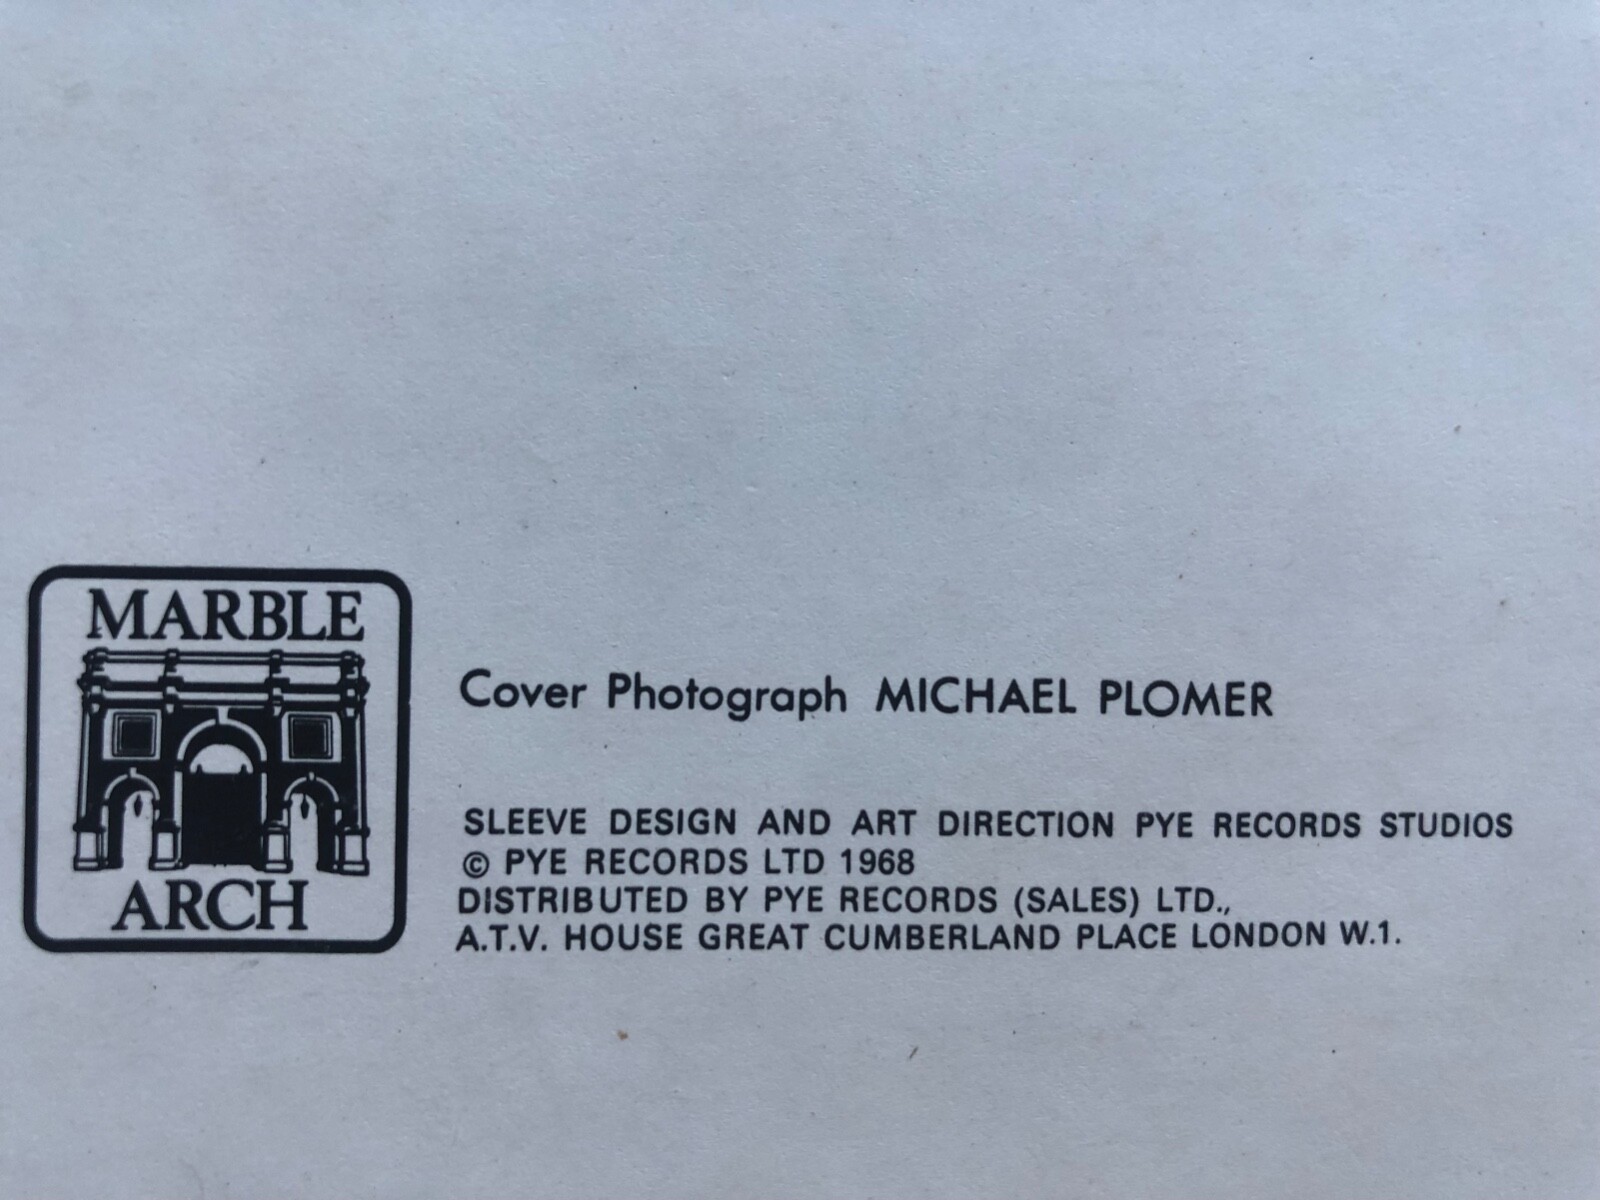 MARBLE
ARCH
Cover Photograph MICHAEL PLOMER
SLEEVE DESIGN AND ART DIRECTION PYE RECORDS STUDIOS
© PYE RECORDS LTD 1968
DISTRIBUTED BY PYE RECORDS (SALES) LTD.,
A.T.V. HOUSE GREAT CUMBERLAND PLACE LONDON W.1.